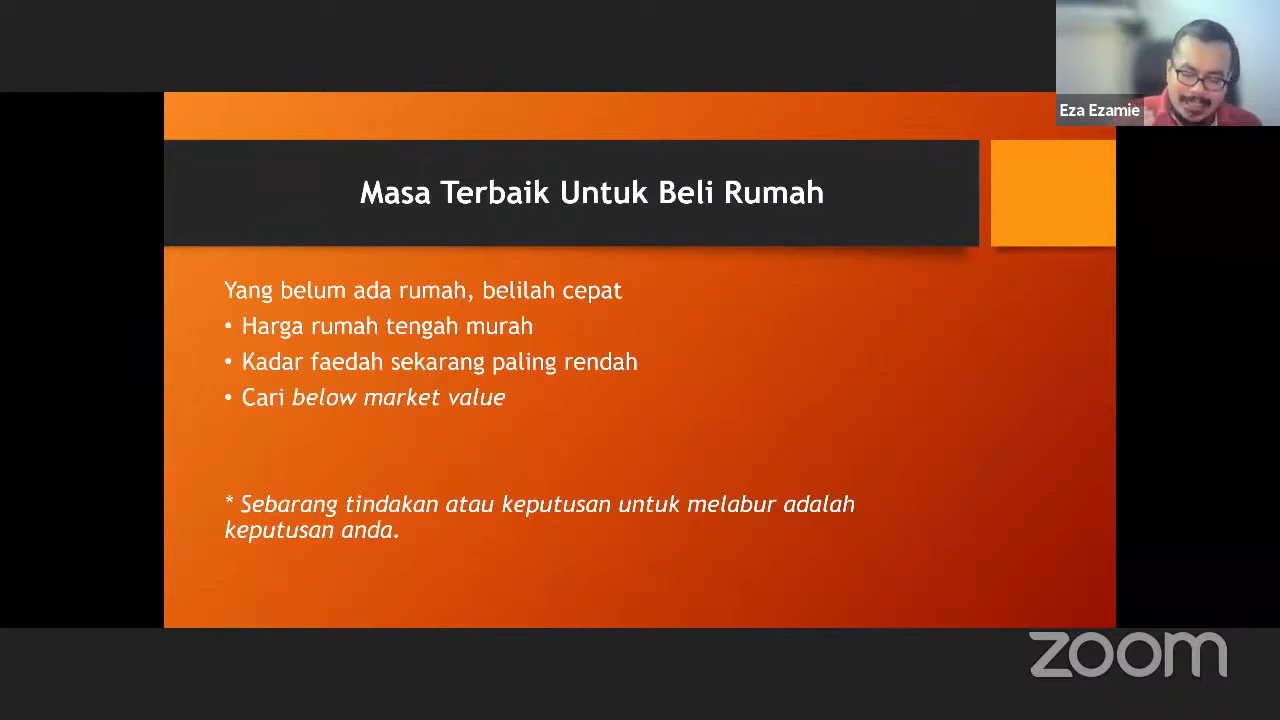 Eza Ezamie
Masa Terbaik Untuk Beli Rumah
Yang belum ada rumah, belilah cepat
• Harga rumah tengah murah
• Kadar faedah sekarang paling rendah
• Cari below market value
* Sebarang tindakan atau keputusan untuk melabur adalah
keputusan anda.
zoom